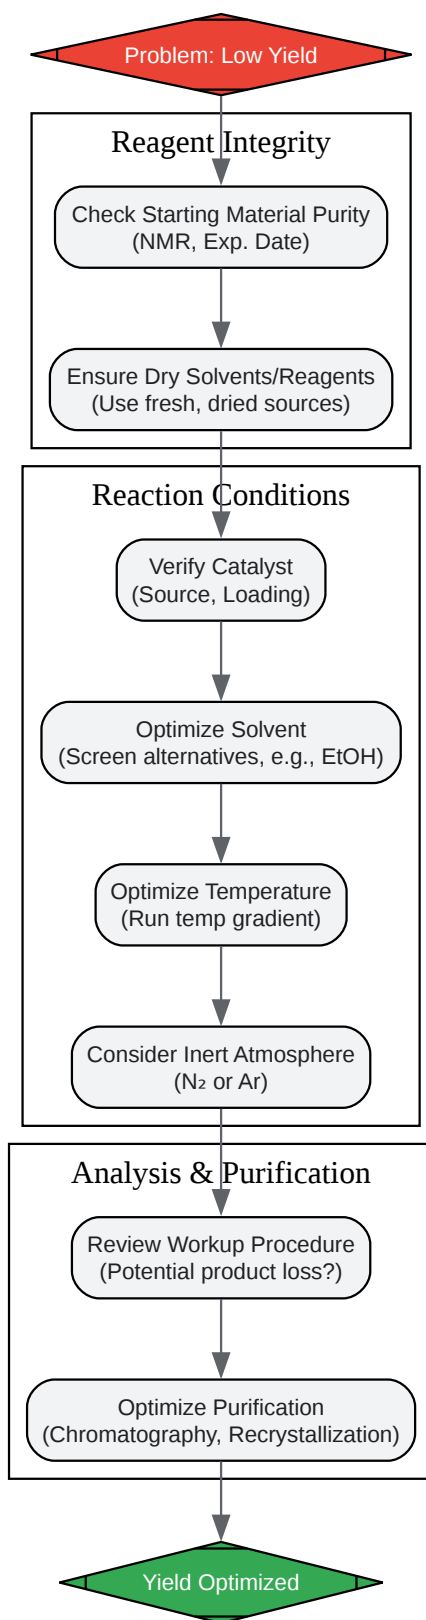 Problem: Low Yield
Reagent Integrity
Check Starting Material Purity
(NMR, Exp. Date)
Ensure Dry Solvents/Reagents
(Use fresh, dried sources)
Reaction Conditions
Verify Catalyst
(Source, Loading)
Optimize Solvent
(Screen alternatives, e.g., EtOH)
Optimize Temperature
(Run temp gradient)
Consider Inert Atmosphere
(N₂ or Ar)
Analysis & Purification
Review Workup Procedure
(Potential product loss?)
Optimize Purification
(Chromatography, Recrystallization)
Yield Optimized